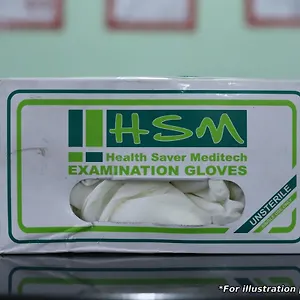 HSM
Health Saver Meditech
EXAMINATION GLOVES
UNSTERILE
*For illustration